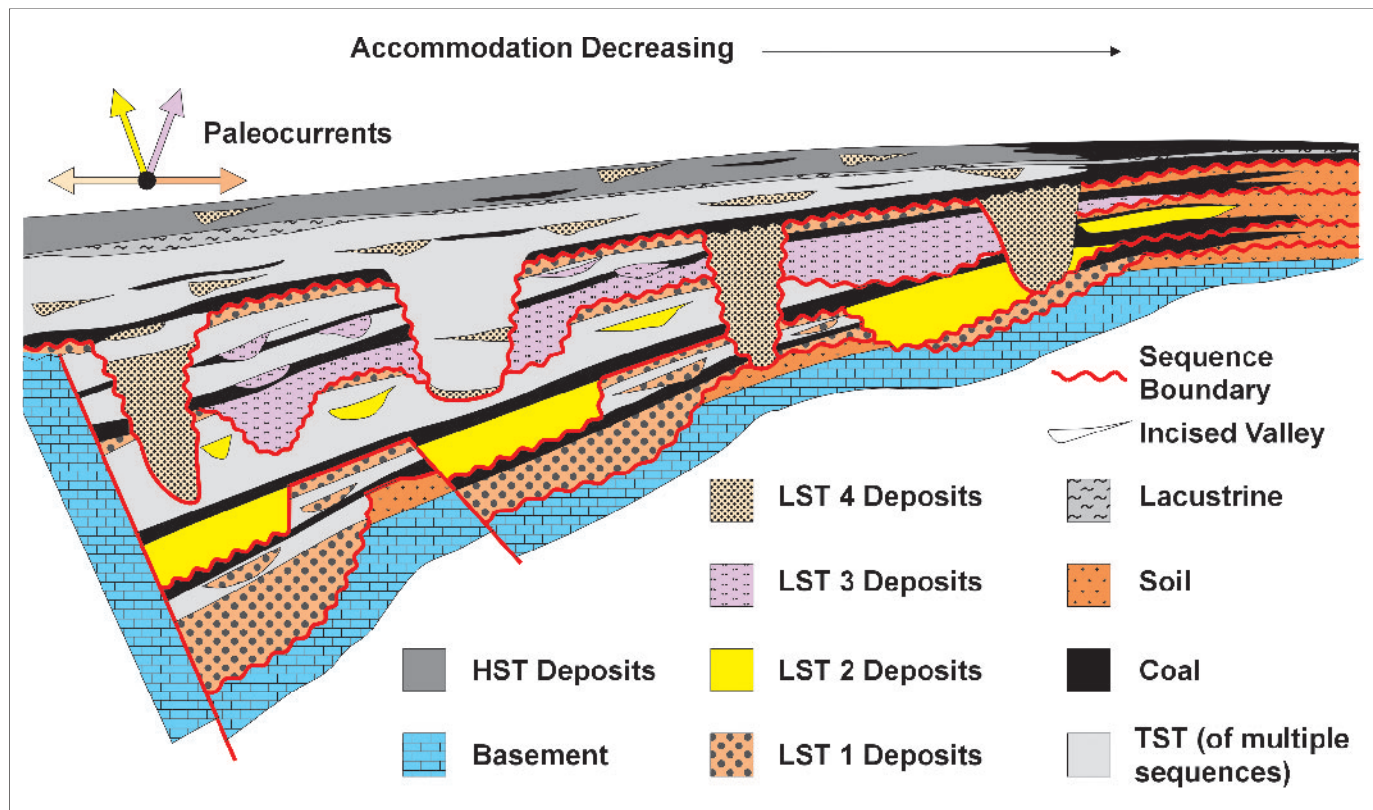 Accommodation Decreasing
Paleocurrents
Sequence
Boundary
Incised Valley
LST 4 Deposits
Lacustrine
LST 3 Deposits
Soil
HST Deposits
LST 2 Deposits
Coal
Basement
LST 1 Deposits
TST (of multiple
sequences)